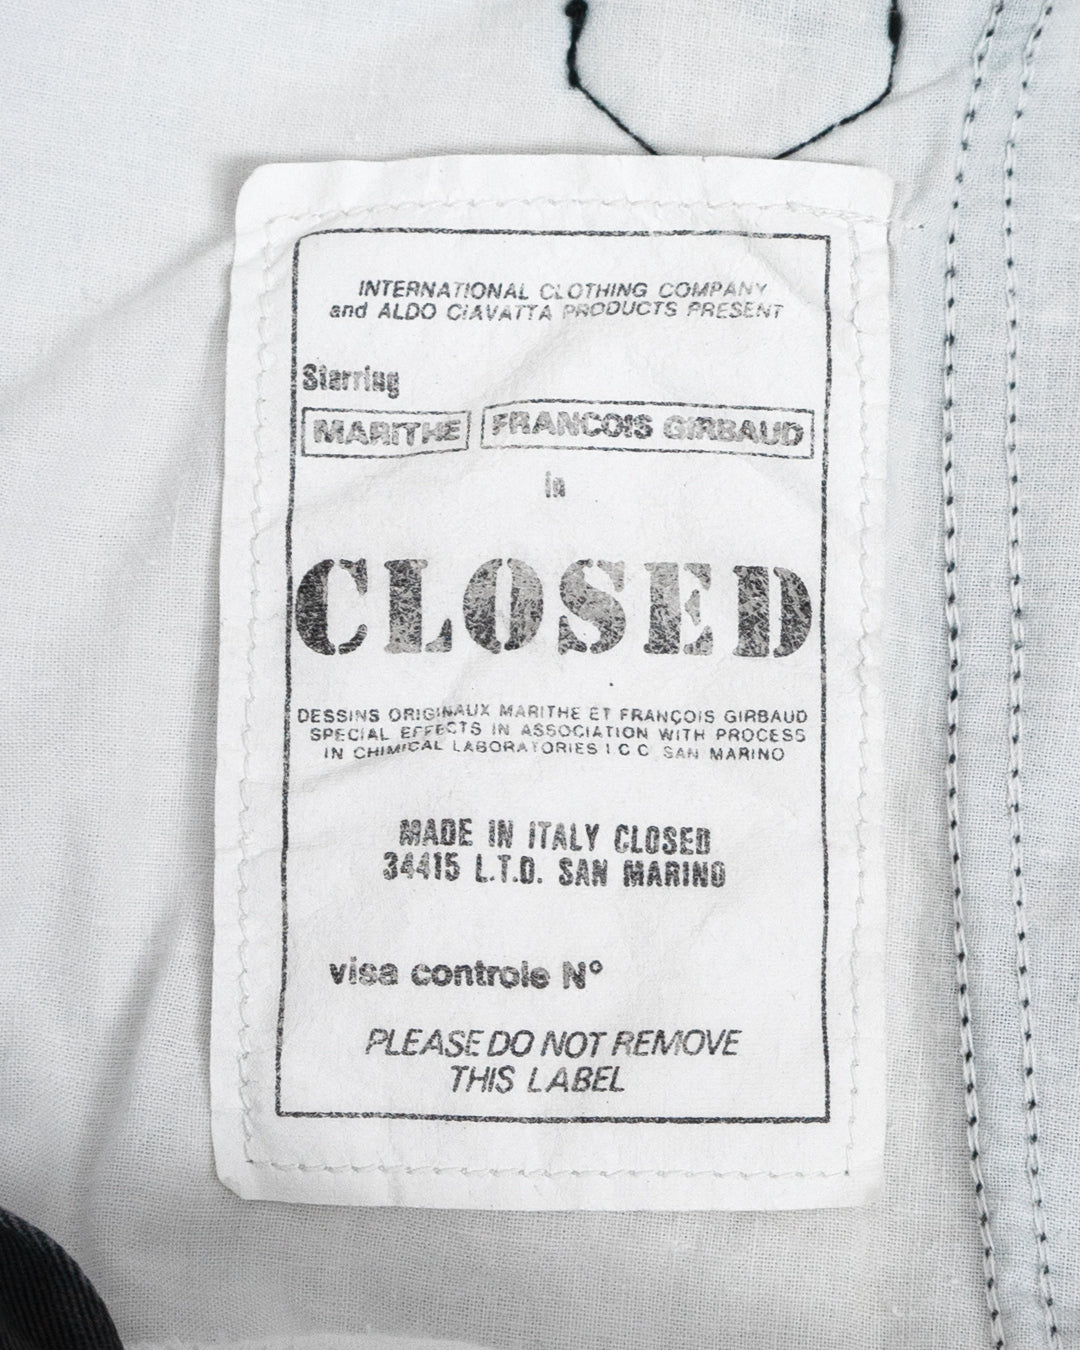 INTERNATIONAL CLOTHING COMPANY
and ALDO CIAVATTA PRODUCTS PRESENT
Starring
MARITHE FRANCOIS GIRBAUD
in
CLOSED
DESSINS ORIGINAUX MARITHE ET FRANÇOIS GIRBAUD
SPECIAL EFFECTS IN ASSOCIATION WITH PROCESS
IN CHIMICAL LABORATORIES I C C SAN MARINO
MADE IN ITALY CLOSED
34415 L.T.D. SAN MARINO
visa controle N°
PLEASE DO NOT REMOVE
THIS LABEL